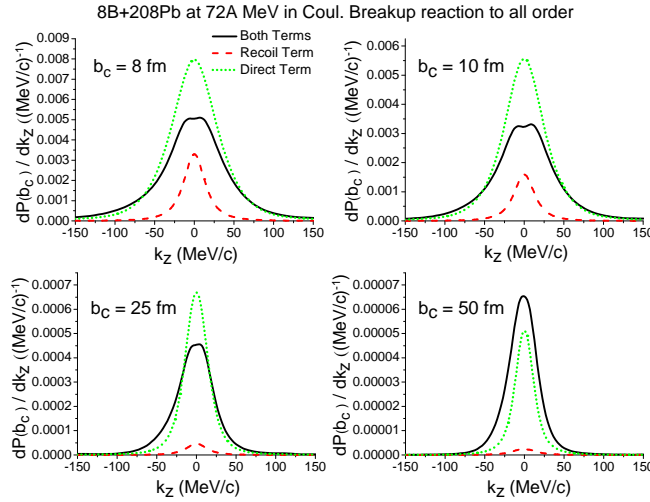 8B+208Pb at 72A MeV in Coul. Breakup reaction to all order
Both Terms
Recoil Term
Direct Term
b_c = 8 fm
0.009
0.008
0.007
0.006
0.005
0.004
0.003
0.002
0.001
0.000
dP(b_c) / dk_z ((MeV/c)^-1)
-150 -100 -50 0 50 100 150
k_z (MeV/c)
b_c = 10 fm
0.006
0.005
0.004
0.003
0.002
0.001
0.000
dP(b_c) / dk_z ((MeV/c)^-1)
-150 -100 -50 0 50 100 150
k_z (MeV/c)
b_c = 25 fm
0.0007
0.0006
0.0005
0.0004
0.0003
0.0002
0.0001
0.0000
dP(b_c) / dk_z ((MeV/c)^-1)
-150 -100 -50 0 50 100 150
k_z (MeV/c)
b_c = 50 fm
0.00007
0.00006
0.00005
0.00004
0.00003
0.00002
0.00001
0.00000
dP(b_c) / dk_z ((MeV/c)^-1)
-150 -100 -50 0 50 100 150
k_z (MeV/c)